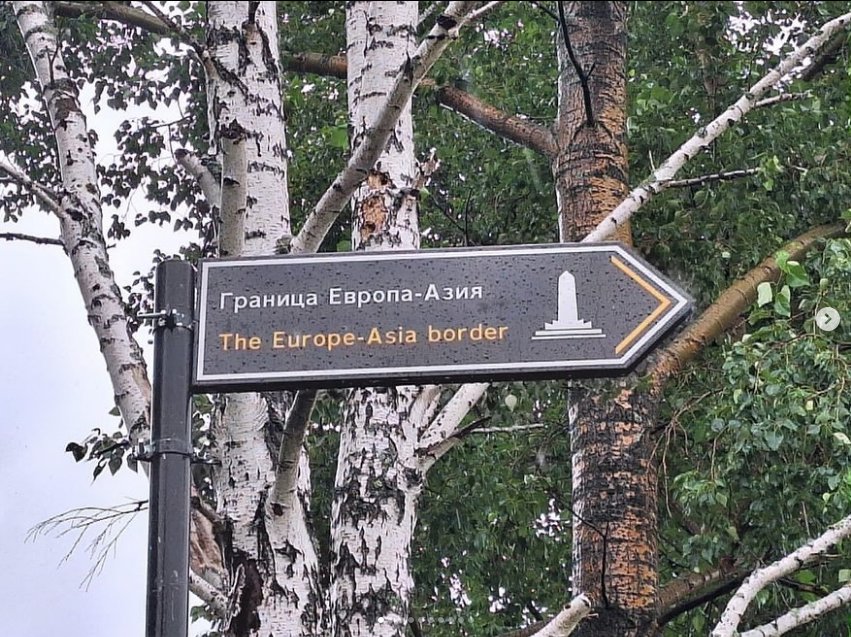 Граница Европа-Азия
The Europe-Asia border